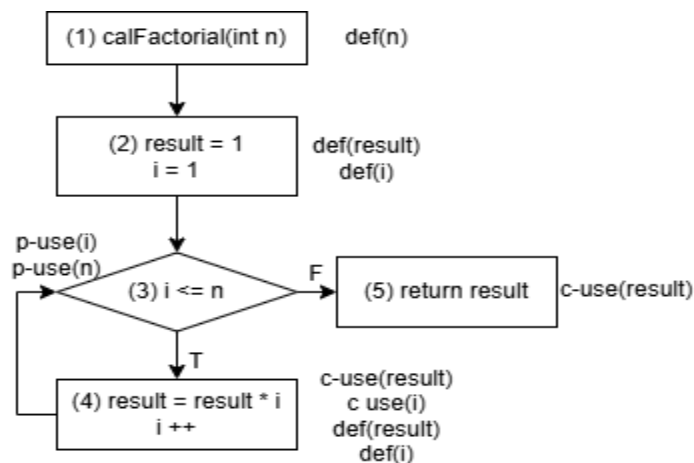 (1) calFactorial(int n)
def(n)
(2) result = 1
i = 1
def(result)
def(i)
p-use(i)
p-use(n)
(3) i <= n
F
(5) return result
c-use(result)
T
(4) result = result * i
i ++
c-use(result)
c use(i)
def(result)
def(i)